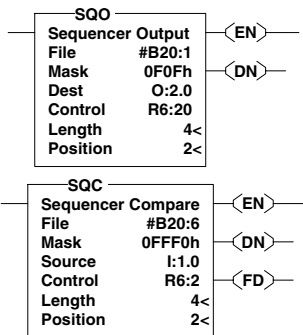 SQO
Sequencer Output
EN
File #B20:1
Mask 0F0Fh
DN
Dest O:2.0
Control R6:20
Length 4<
Position 2<
SQC
Sequencer Compare
EN
File #B20:6
Mask 0FFF0h
DN
Source I:1.0
Control R6:2
FD
Length 4<
Position 2<